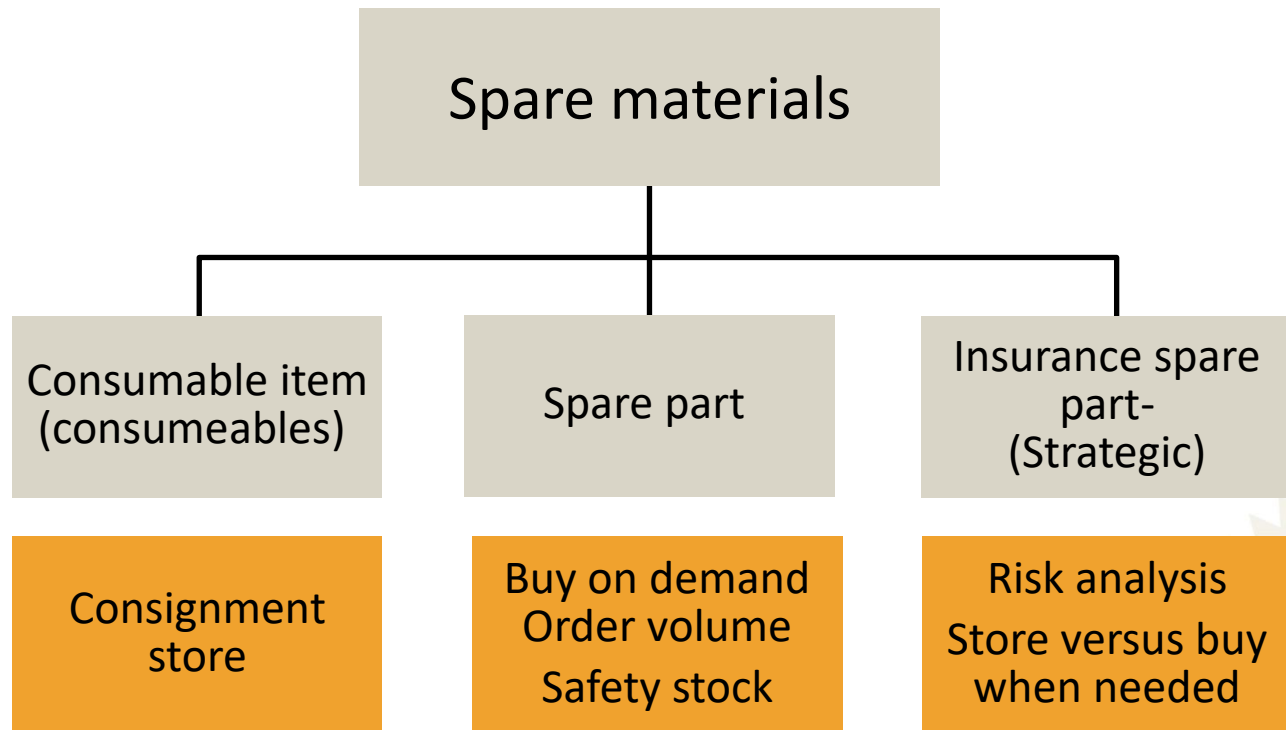 Spare materials
Consumable item
(consumeables)
Spare part
Insurance spare
part-
(Strategic)
Consignment
store
Buy on demand
Order volume
Safety stock
Risk analysis
Store versus buy
when needed